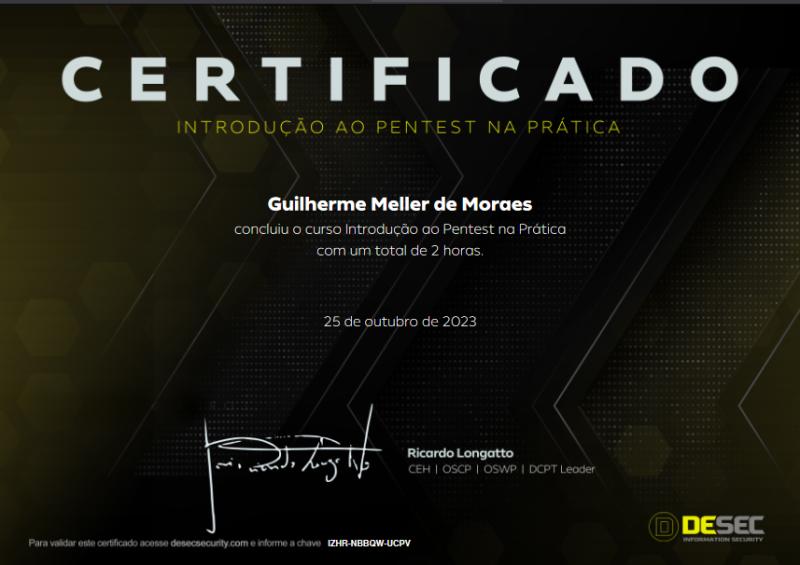 CERTIFICADO
INTRODUÇÃO AO PENTEST NA PRÁTICA
Guilherme Meller de Moraes
concluiu o curso Introdução ao Pentest na Prática
com um total de 2 horas.
25 de outubro de 2023
Ricardo Longatto
CEH | OSCP | OSWP | DCPT Leader
DESEC
INFORMATION SECURITY
Para validar este certificado acesse desecsecurity.com e informe a chave IZHR-NBBQW-UCPV